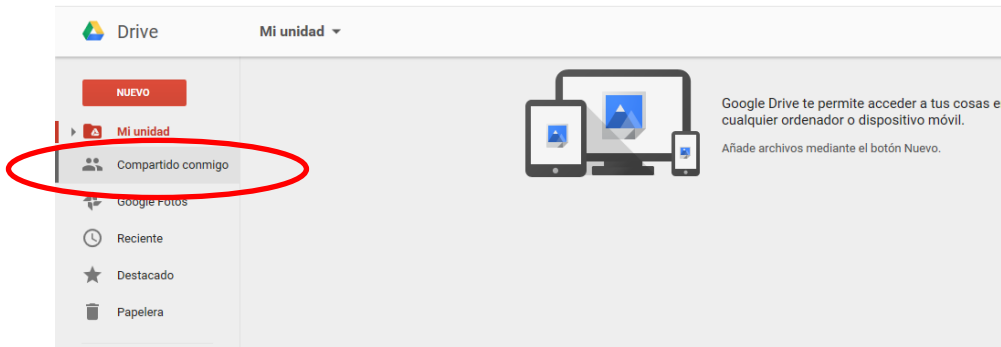 Drive
Mi unidad
NUEVO
Mi unidad
Compartido conmigo
Google Fotos
Reciente
Destacado
Papelera
Google Drive te permite acceder a tus cosas e
cualquier ordenador o dispositivo móvil.
Añade archivos mediante el botón Nuevo.